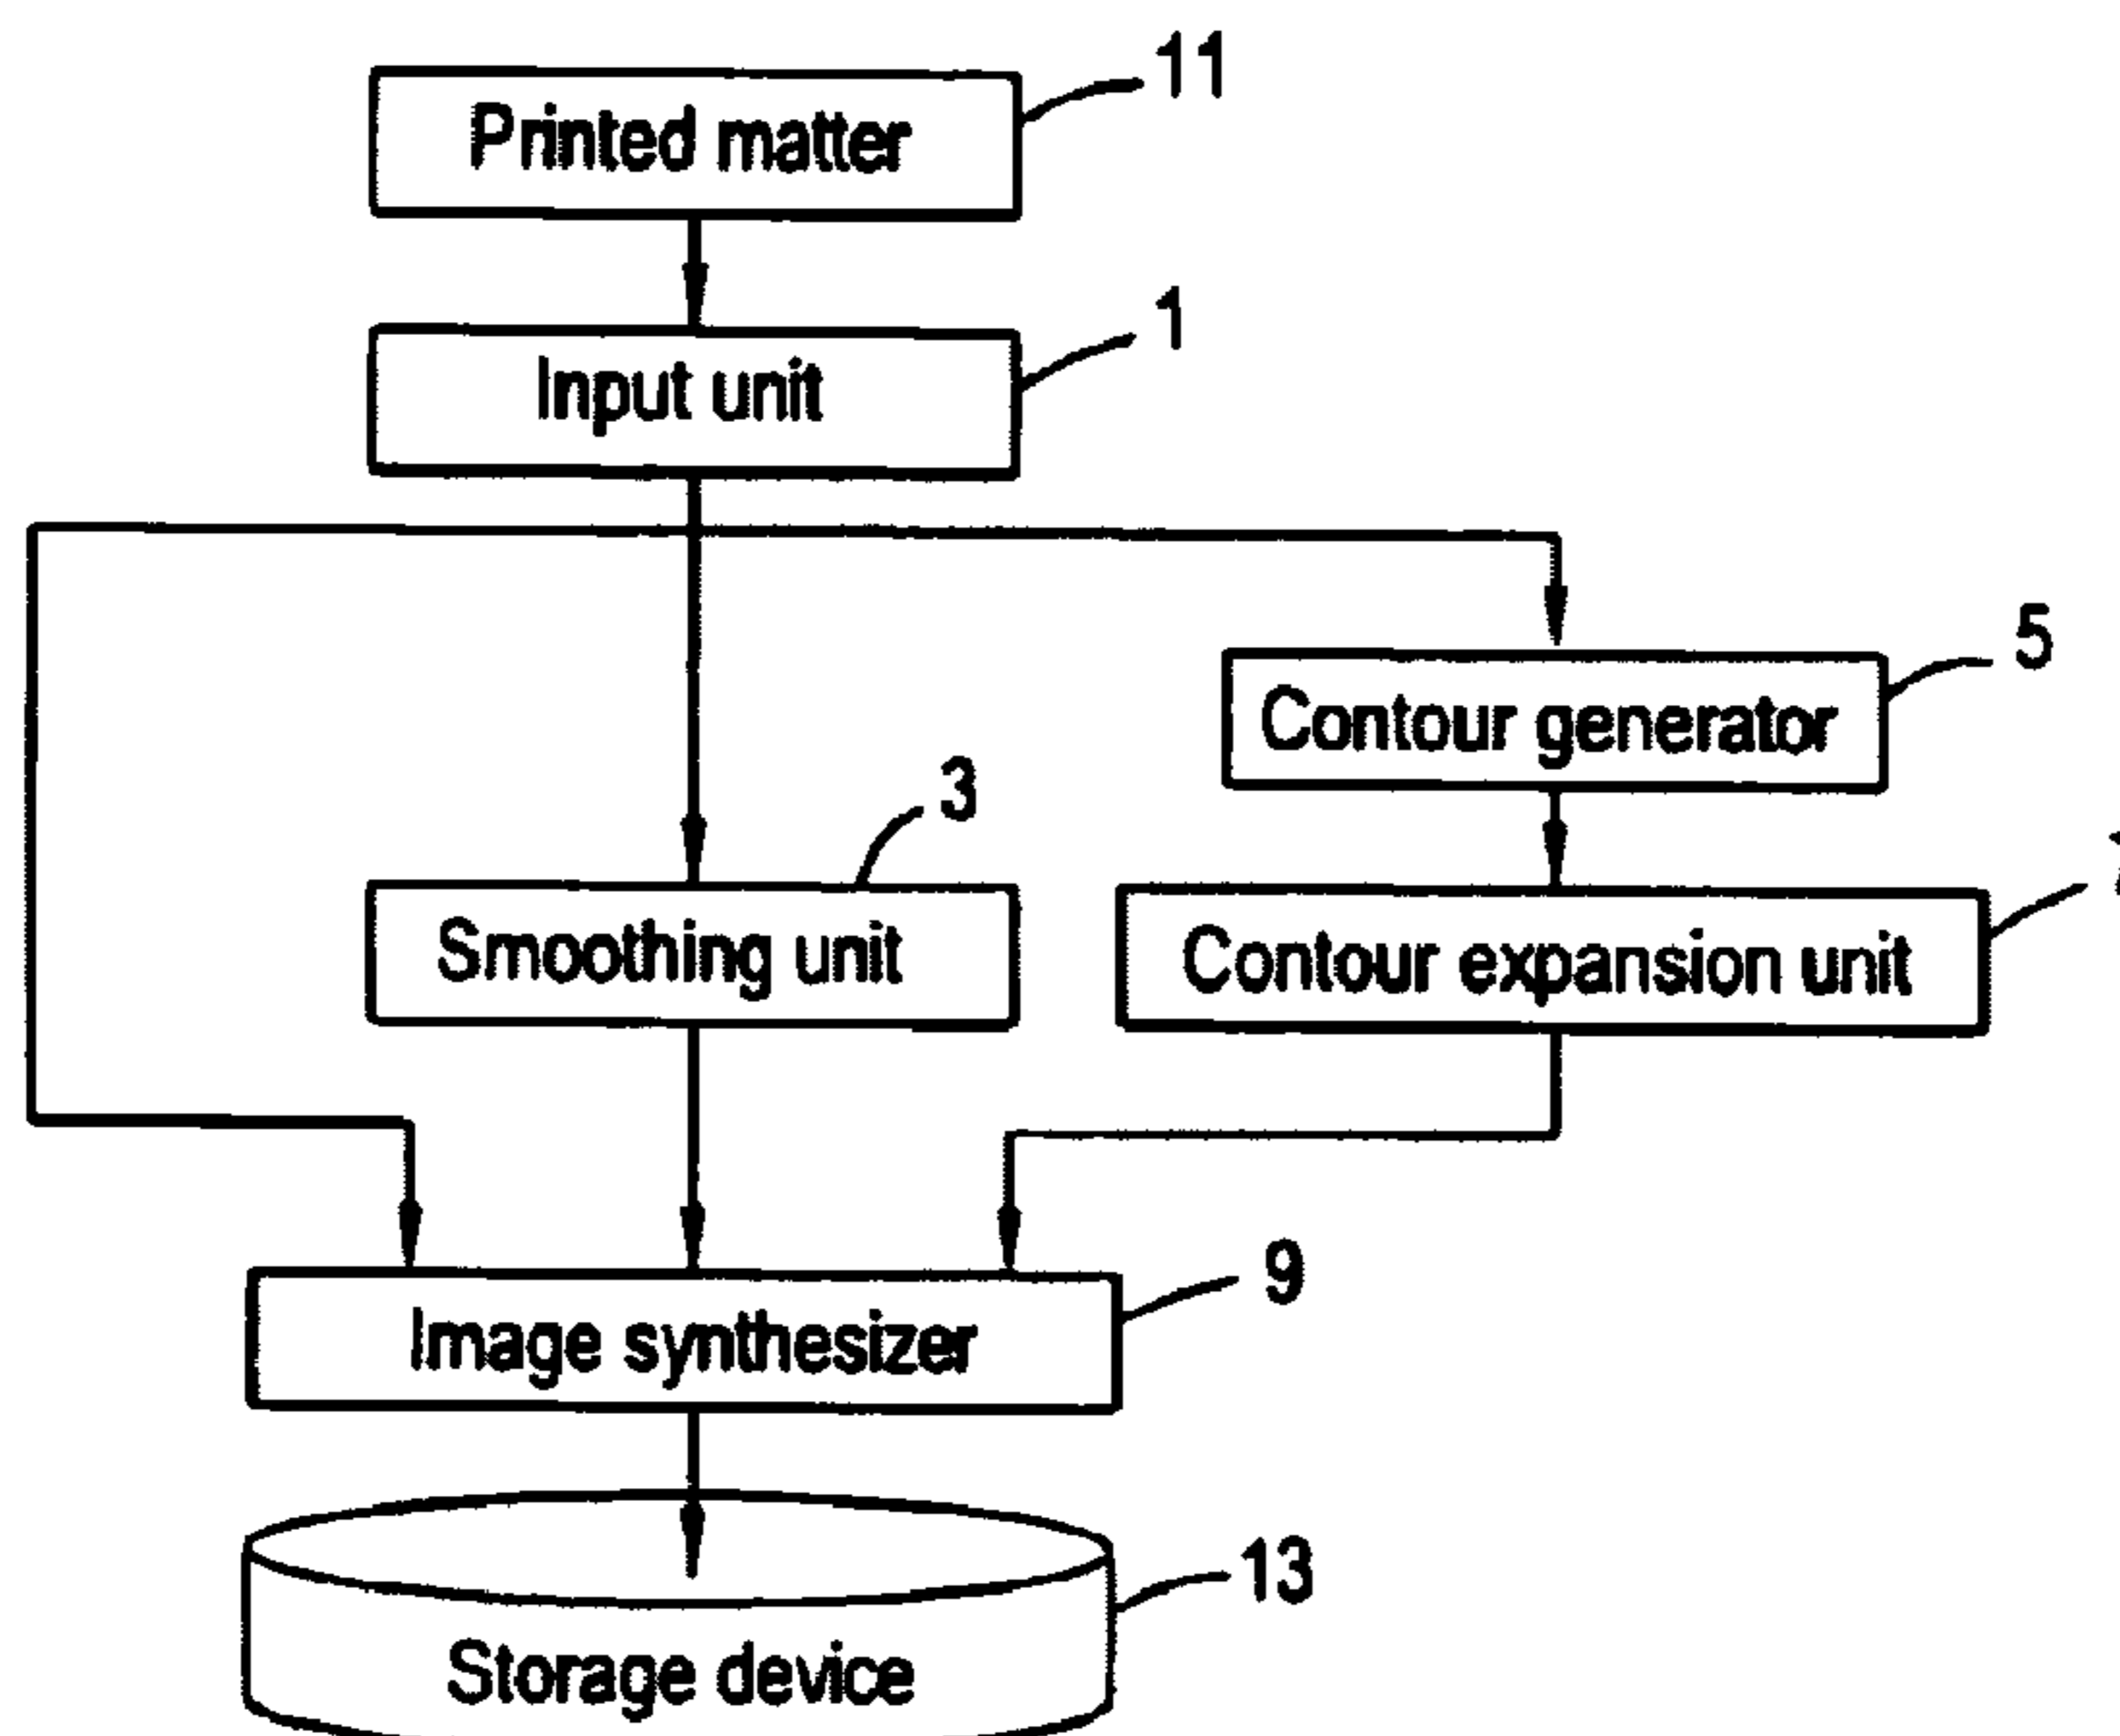 11
Printed matter
1
Input unit
5
Contour generator
3
Smoothing unit
Contour expansion unit
9
Image synthesizer
13
Storage device